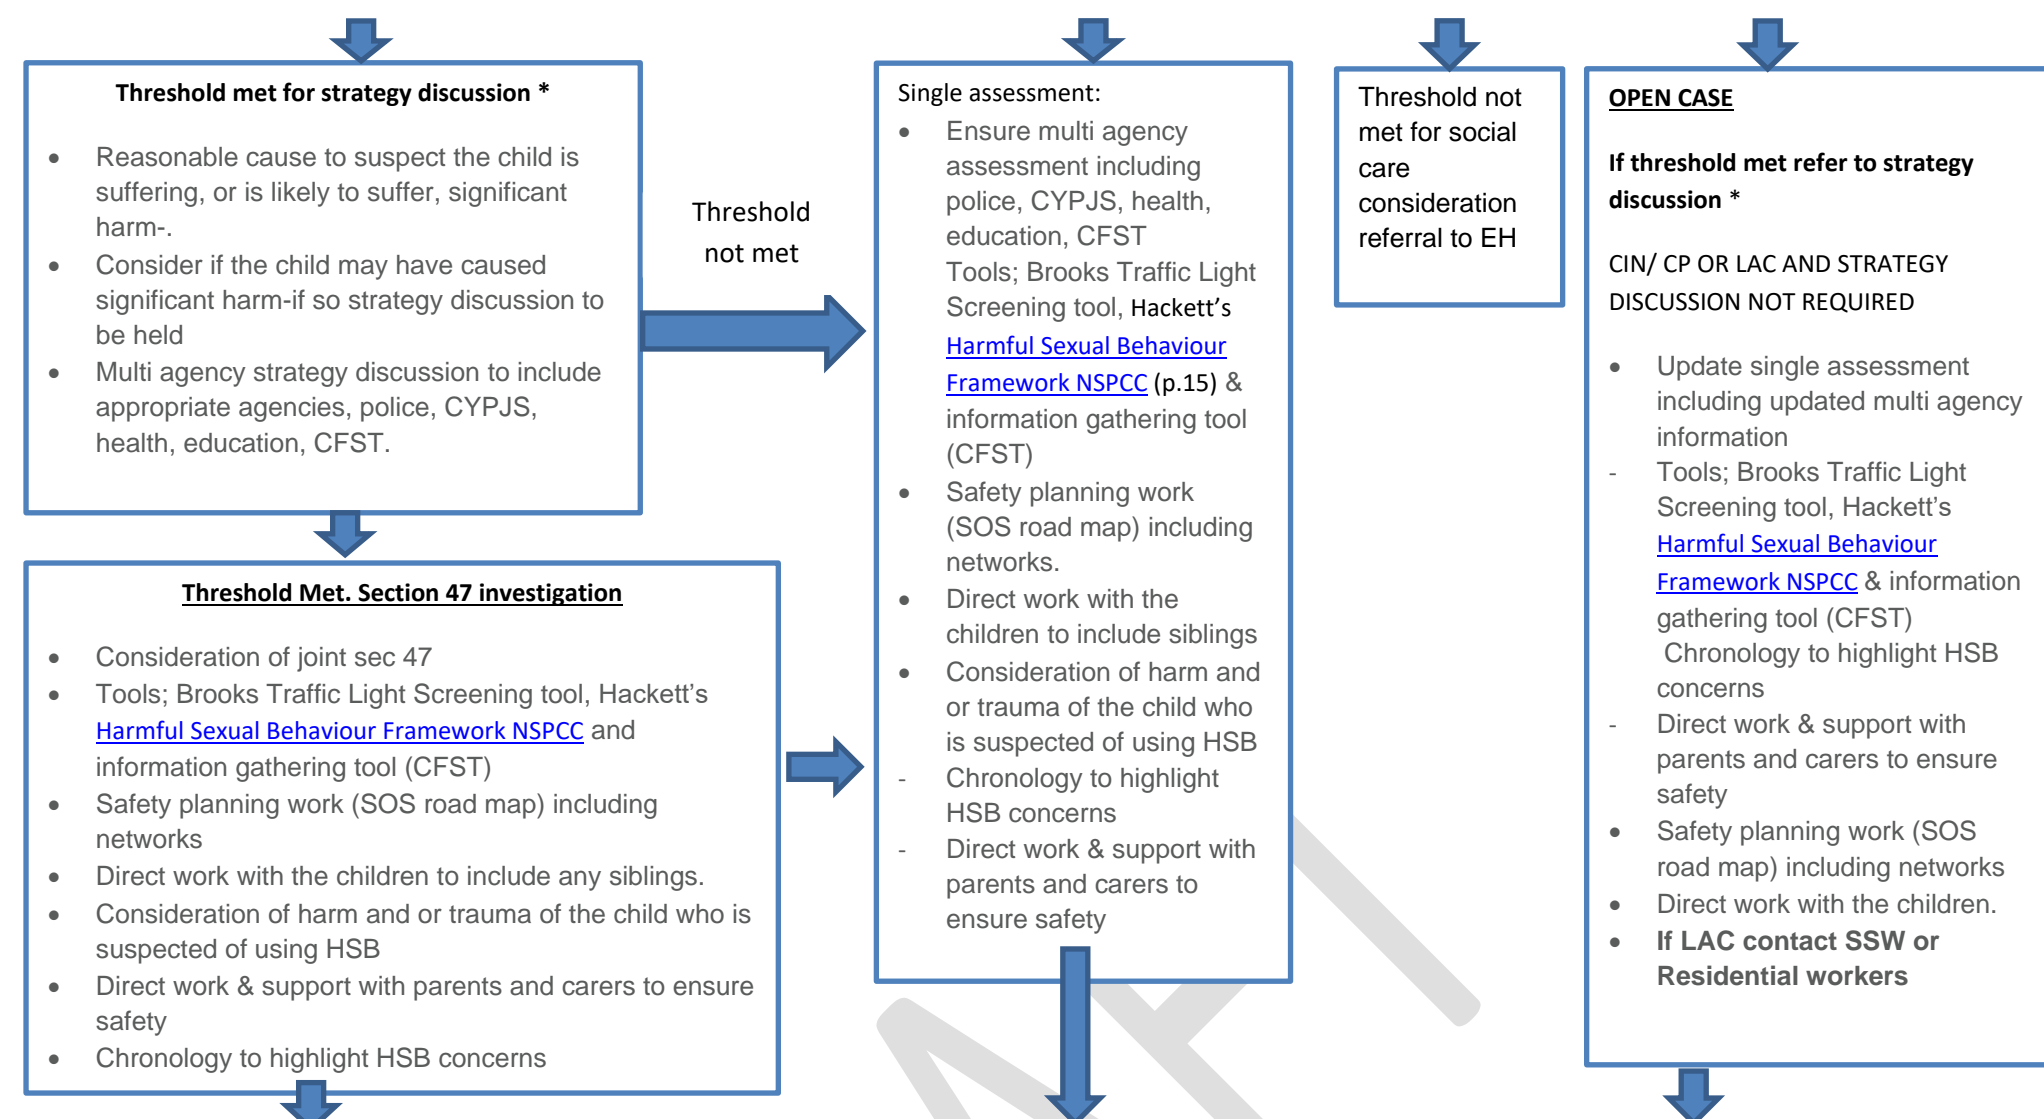 Threshold met for strategy discussion *
• Reasonable cause to suspect the child is
suffering, or is likely to suffer, significant
harm-.
• Consider if the child may have caused
significant harm-if so strategy discussion to
be held
• Multi agency strategy discussion to include
appropriate agencies, police, CYPJS,
health, education, CFST.
Threshold
not met
Threshold Met. Section 47 investigation
• Consideration of joint sec 47
• Tools; Brooks Traffic Light Screening tool, Hackett's
Harmful Sexual Behaviour Framework NSPCC and
information gathering tool (CFST)
• Safety planning work (SOS road map) including
networks
• Direct work with the children to include any siblings.
• Consideration of harm and or trauma of the child who is
suspected of using HSB
• Direct work & support with parents and carers to ensure
safety
• Chronology to highlight HSB concerns
Single assessment:
• Ensure multi agency
assessment including
police, CYPJS, health,
education, CFST
Tools; Brooks Traffic Light
Screening tool, Hackett's
Harmful Sexual Behaviour
Framework NSPCC (p.15) &
information gathering tool
(CFST)
• Safety planning work
(SOS road map) including
networks.
• Direct work with the
children to include siblings
• Consideration of harm and
or trauma of the child who
is suspected of using HSB
- Chronology to highlight
HSB concerns
- Direct work & support with
parents and carers to
ensure safety
Threshold not
met for social
care
consideration
referral to EH
OPEN CASE
If threshold met refer to strategy
discussion *
CIN/ CP OR LAC AND STRATEGY
DISCUSSION NOT REQUIRED
• Update single assessment
including updated multi agency
information
- Tools; Brooks Traffic Light
Screening tool, Hackett's
Harmful Sexual Behaviour
Framework NSPCC & information
gathering tool (CFST)
Chronology to highlight HSB
concerns
- Direct work & support with
parents and carers to ensure
safety
• Safety planning work (SOS
road map) including networks
• Direct work with the children.
• If LAC contact SSW or
Residential workers